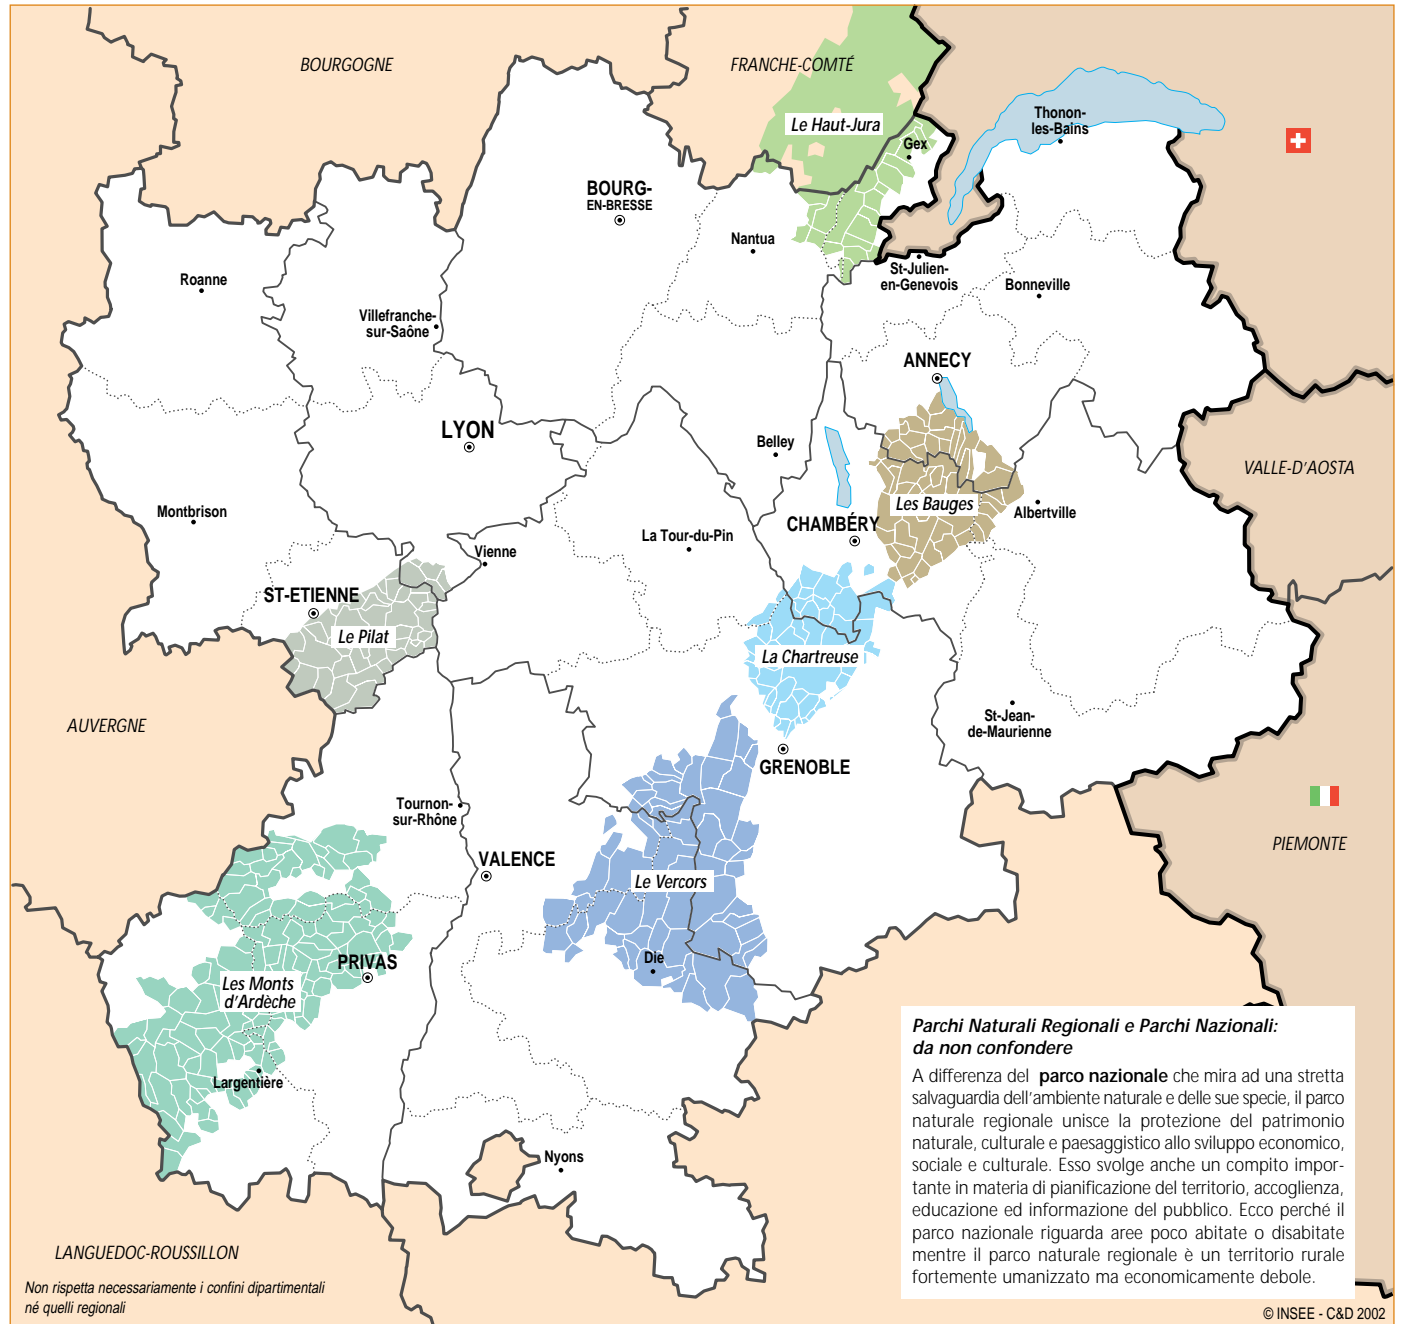 BOURGOGNE
FRANCHE-COMTÉ
Le Haut-Jura
Thonon-
les-Bains
Gex
BOURG-
EN-BRESSE
Nantua
Roanne
St-Julien-
en-Genevois
Bonneville
Villefranche-
sur-Saône
ANNECY
LYON
Belley
VALLE-D'AOSTA
Les Bauges
Albertville
Montbrison
CHAMBÉRY
La Tour-du-Pin
Vienne
ST-ETIENNE
Le Pilat
La Chartreuse
AUVERGNE
St-Jean-
de-Maurienne
GRENOBLE
Tournon-
sur-Rhône
PIEMONTE
VALENCE
Le Vercors
Die
PRIVAS
Les Monts
d'Ardèche
Largentière
Nyons
Parchi Naturali Regionali e Parchi Nazionali:
da non confondere
A differenza del parco nazionale che mira ad una stretta
salvaguardia dell'ambiente naturale e delle sue specie, il parco
naturale regionale unisce la protezione del patrimonio
naturale, culturale e paesaggistico allo sviluppo economico,
sociale e culturale. Esso svolge anche un compito impor-
tante in materia di pianificazione del territorio, accoglienza,
educazione ed informazione del pubblico. Ecco perché il
parco nazionale riguarda aree poco abitate o disabitate
mentre il parco naturale regionale è un territorio rurale
fortemente umanizzato ma economicamente debole.
LANGUEDOC-ROUSSILLON
Non rispetta necessariamente i confini dipartimentali
né quelli regionali
© INSEE - C&D 2002